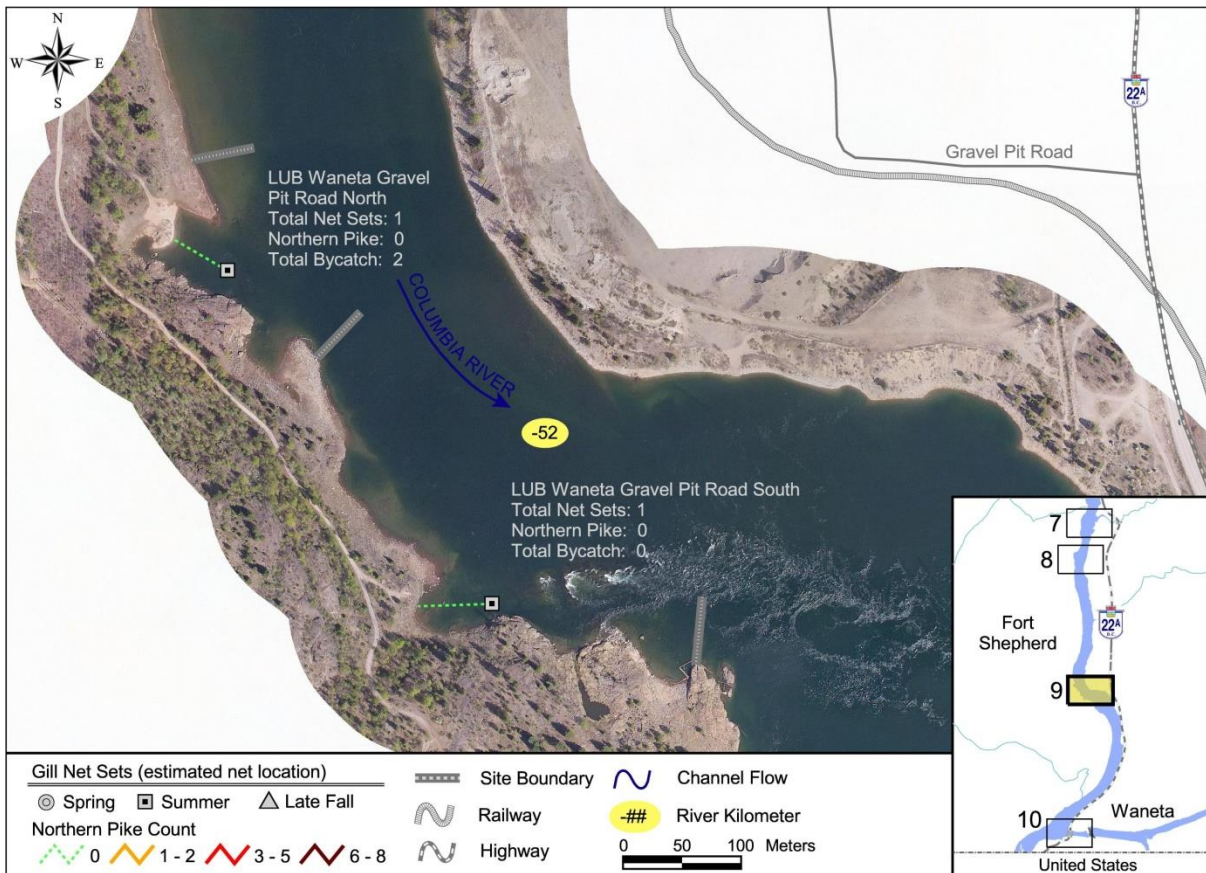 N
W E
S
22A
B.C.
Gravel Pit Road
LUB Waneta Gravel
Pit Road North
Total Net Sets: 1
Northern Pike: 0
Total Bycatch: 2
COLUMBIA RIVER
-52
LUB Waneta Gravel Pit Road South
Total Net Sets: 1
Northern Pike: 0
Total Bycatch: 0
7
8
Fort
Shepherd
22A
B.C.
9
10
Waneta
United States
Gill Net Sets (estimated net location)
Spring Summer Late Fall
Northern Pike Count
0 1 - 2 3 - 5 6 - 8
Site Boundary
Railway
Highway
Channel Flow
-## River Kilometer
0 50 100 Meters